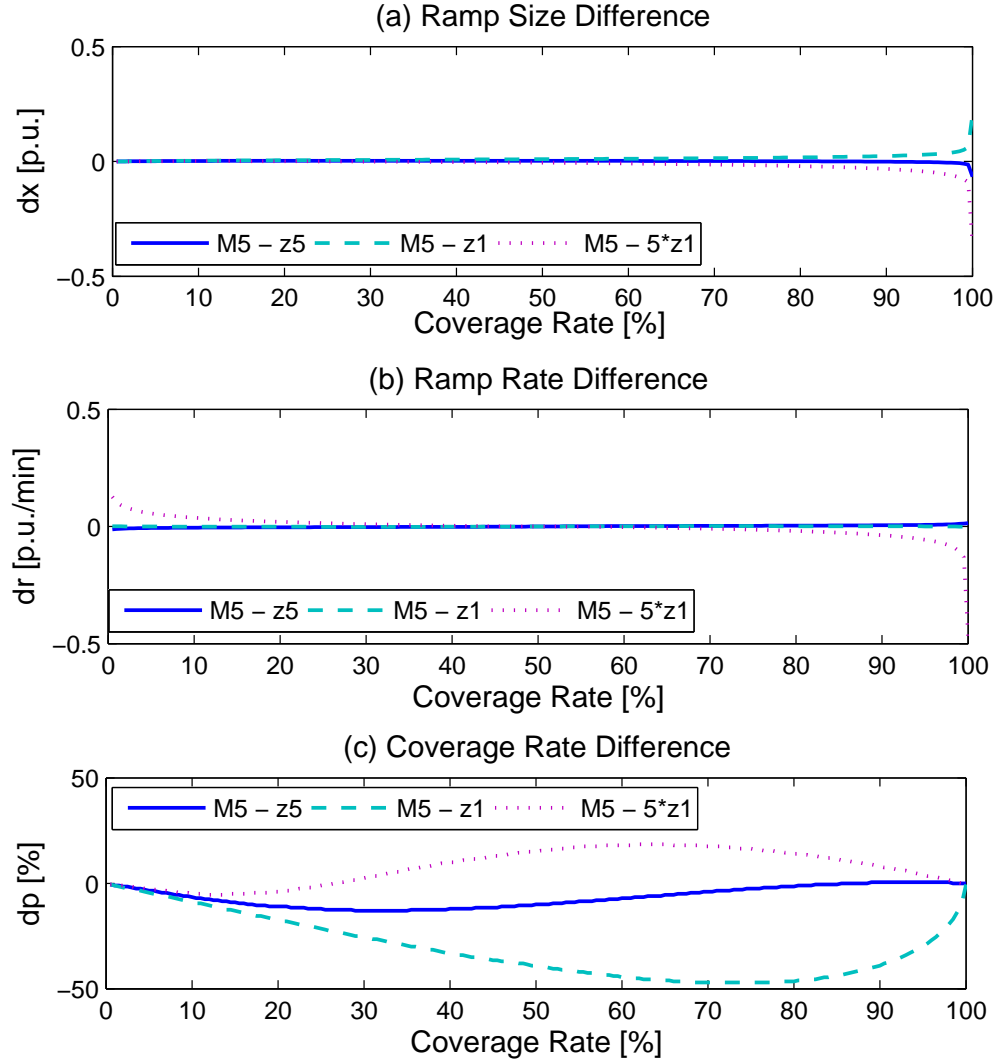 (a) Ramp Size Difference
0.5
0
−0.5
dx [p.u.]
M5 − z5 M5 − z1 M5 − 5*z1
0 10 20 30 40 50 60 70 80 90 100
Coverage Rate [%]
(b) Ramp Rate Difference
0.5
0
−0.5
dr [p.u./min]
M5 − z5 M5 − z1 M5 − 5*z1
0 10 20 30 40 50 60 70 80 90 100
Coverage Rate [%]
(c) Coverage Rate Difference
50
0
−50
dp [%]
M5 − z5 M5 − z1 M5 − 5*z1
0 10 20 30 40 50 60 70 80 90 100
Coverage Rate [%]